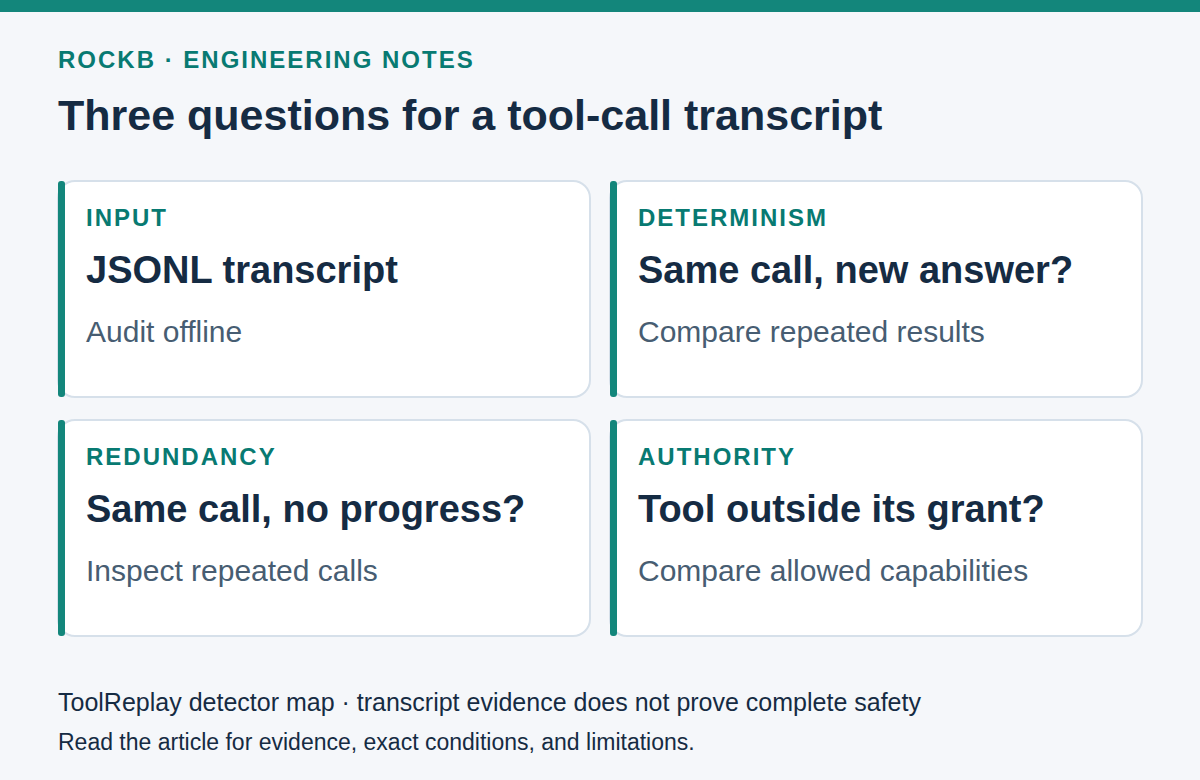 ROCKB · ENGINEERING NOTES
Three questions for a tool-call transcript
INPUT
JSONL transcript
Audit offline
DETERMINISM
Same call, new answer?
Compare repeated results
REDUNDANCY
Same call, no progress?
Inspect repeated calls
AUTHORITY
Tool outside its grant?
Compare allowed capabilities
ToolReplay detector map · transcript evidence does not prove complete safety
Read the article for evidence, exact conditions, and limitations.